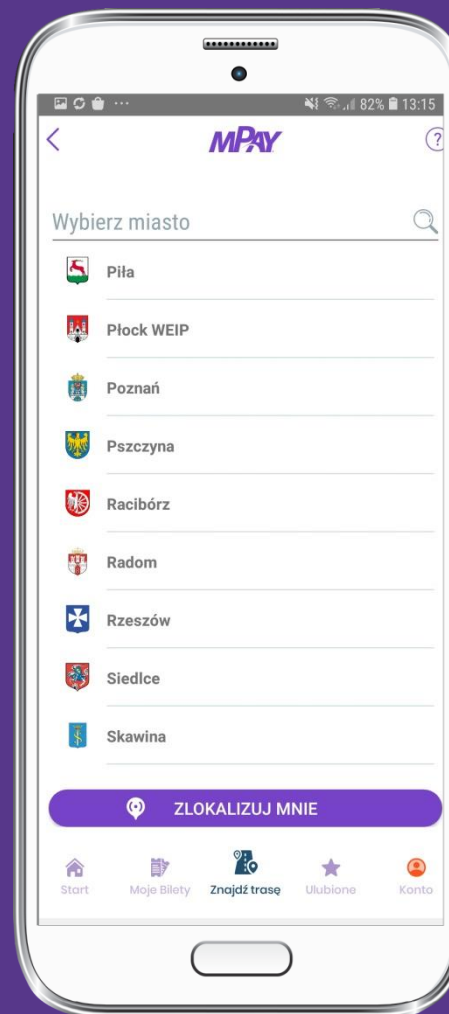 82% 13:15
mPAY
?
Wybierz miasto
Piła
Płock WEIP
Poznań
Pszczyna
Racibórz
Radom
Rzeszów
Siedlce
Skawina
ZLOKALIZUJ MNIE
Start Moje Bilety Znajdź trasę Ulubione Konto